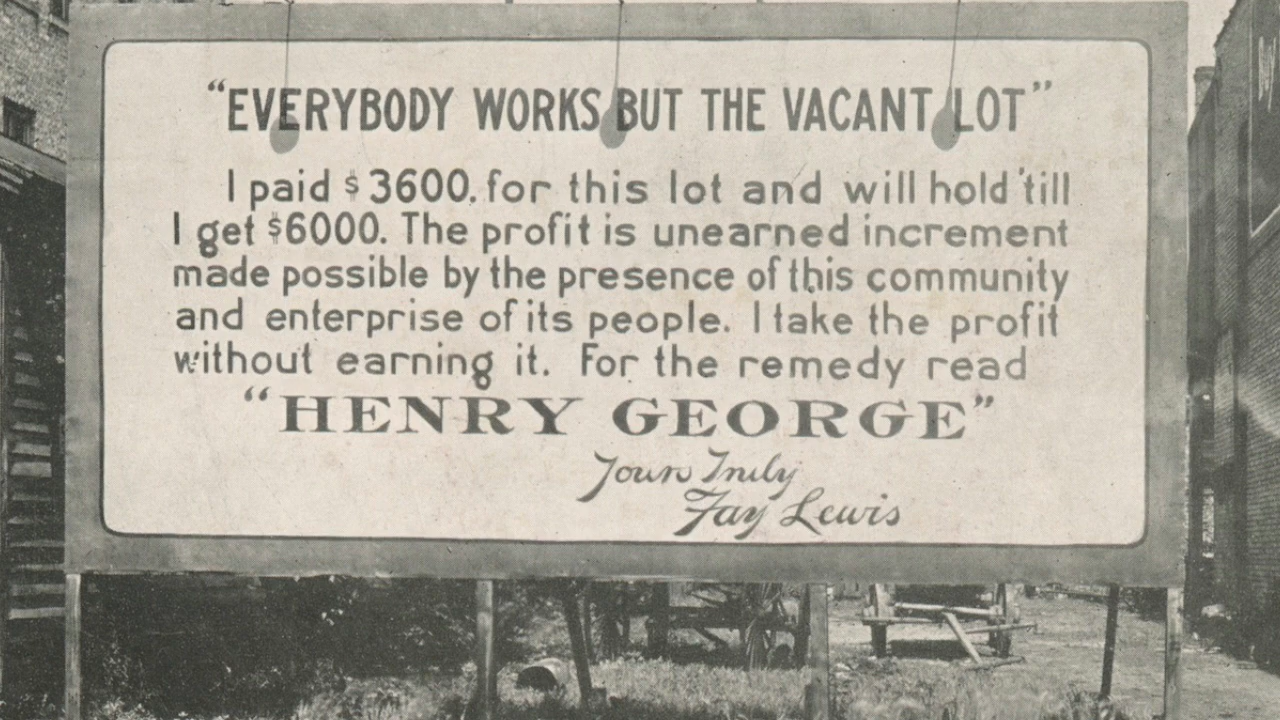 “EVERYBODY WORKS BUT THE VACANT LOT”
I paid $3600. for this lot and will hold 'till
I get $6000. The profit is unearned increment
made possible by the presence of this community
and enterprise of its people. I take the profit
without earning it. For the remedy read
“HENRY GEORGE”
Yours Truly
Fay Lewis